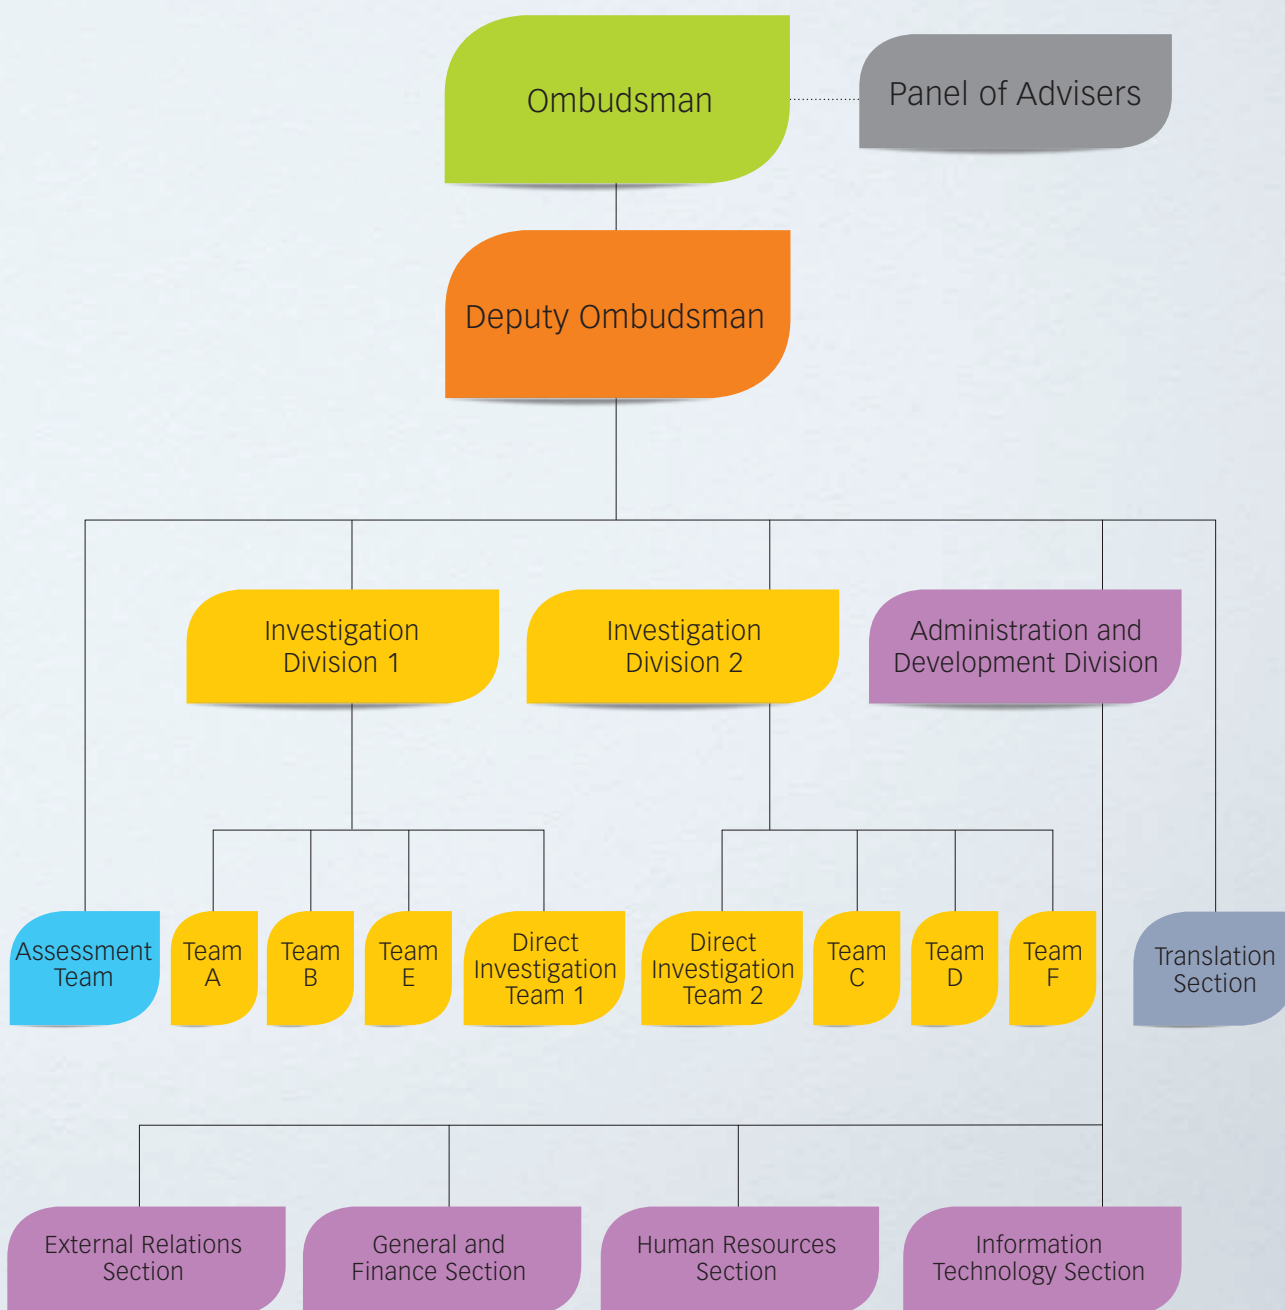 Ombudsman
Panel of Advisers
Deputy Ombudsman
Investigation
Division 1
Investigation
Division 2
Administration and
Development Division
Assessment
Team
Team
A
Team
B
Team
E
Direct
Investigation
Team 1
Direct
Investigation
Team 2
Team
C
Team
D
Team
F
Translation
Section
External Relations
Section
General and
Finance Section
Human Resources
Section
Information
Technology Section